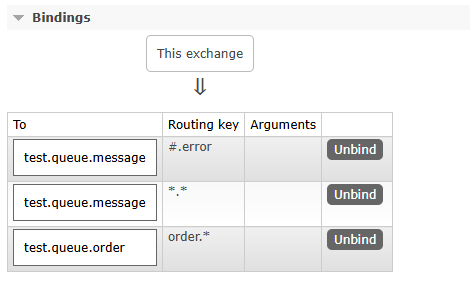 Bindings
This exchange
⇓
To Routing key Arguments
test.queue.message #.error Unbind
test.queue.message *.* Unbind
test.queue.order order.* Unbind